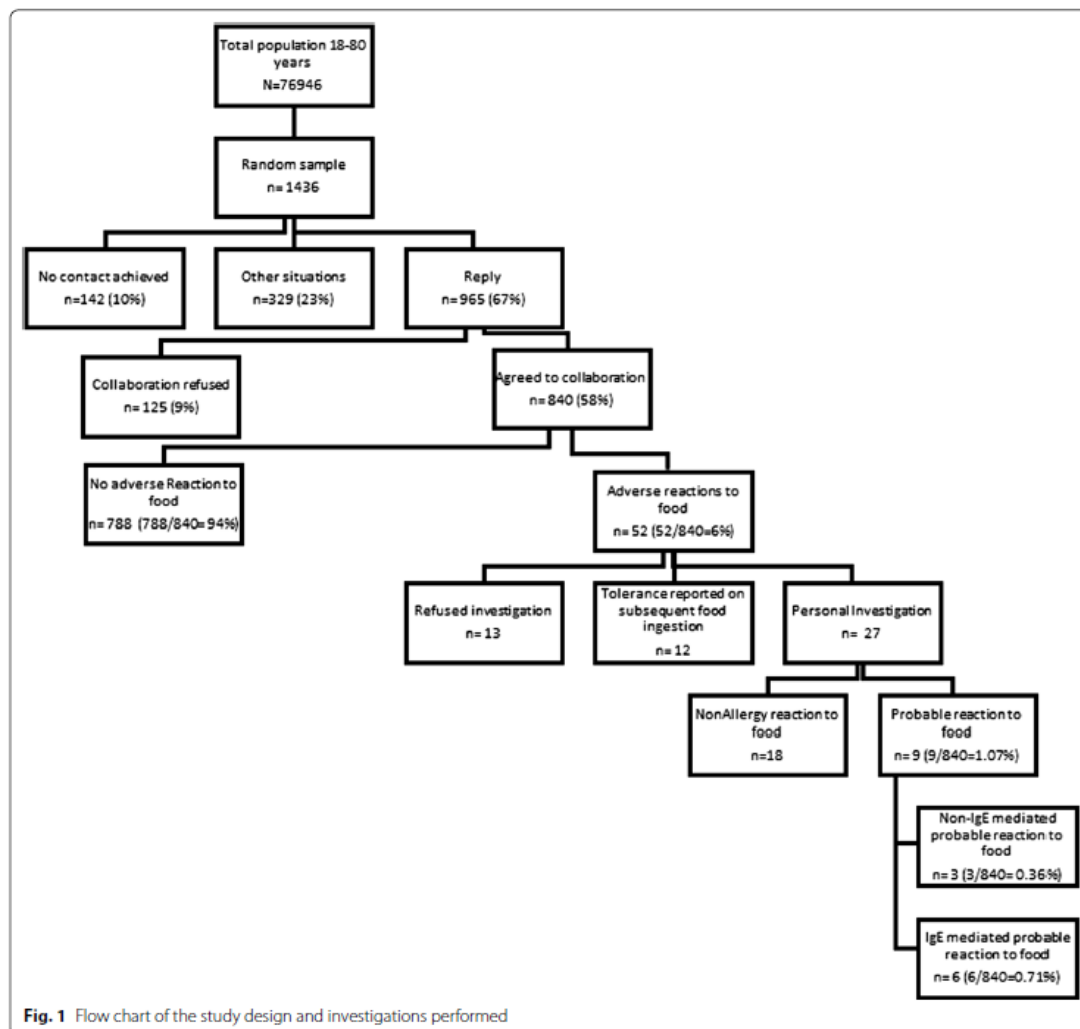 Total population 18-80
years
N=76946
Random sample
n= 1436
No contact achieved
n=142 (10%)
Other situations
n=329 (23%)
Reply
n= 965 (67%)
Collaboration refused
n= 125 (9%)
Agreed to collaboration
n= 840 (58%)
No adverse Reaction to
food
n= 788 (788/840=94%)
Adverse reactions to
food
n= 52 (52/840=6%)
Refused investigation
n= 13
Tolerance reported on
subsequent food
ingestion
n= 12
Personal Investigation
n= 27
NonAllergy reaction to
food
n=18
Probable reaction to
food
n= 9 (9/840=1.07%)
Non-IgE mediated
probable reaction to
food
n= 3 (3/840= 0.36%)
IgE mediated probable
reaction to food
n= 6 (6/840=0.71%)
Fig. 1 Flow chart of the study design and investigations performed